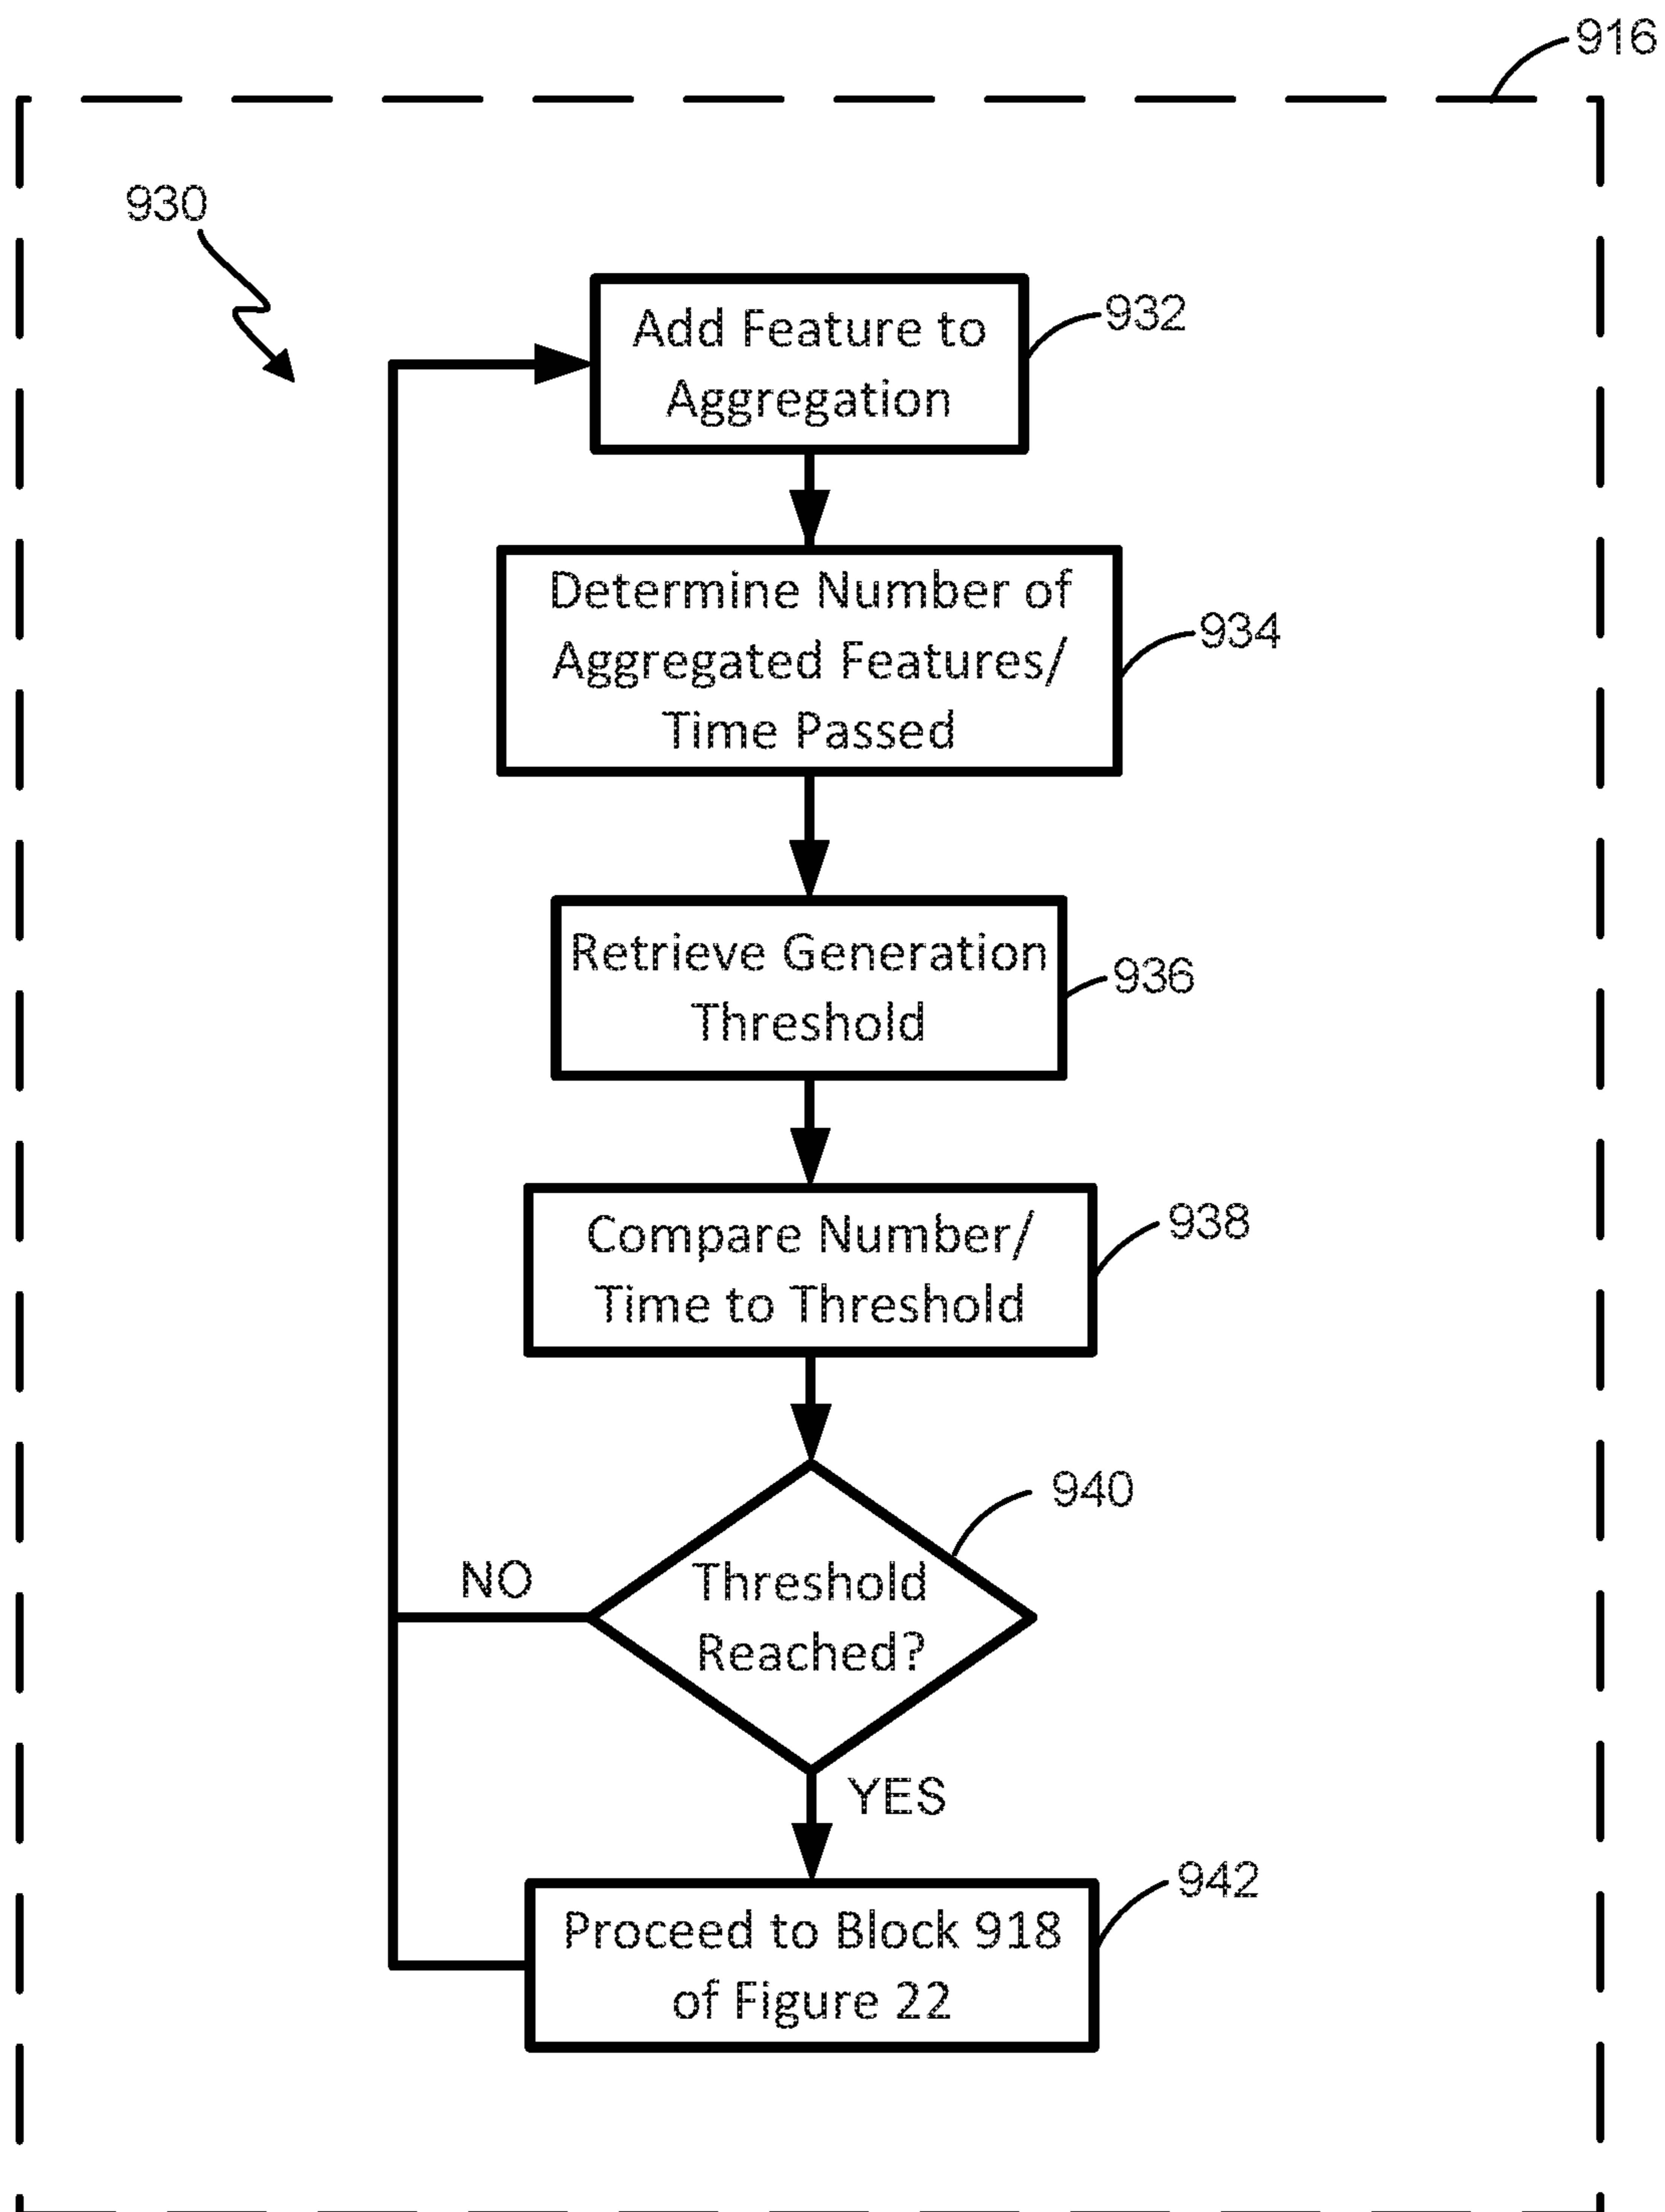 916
930
Add Feature to
Aggregation
932
Determine Number of
Aggregated Features/
Time Passed
934
Retrieve Generation
Threshold
936
Compare Number/
Time to Threshold
938
940
NO
Threshold
Reached?
YES
942
Proceed to Block 918
of Figure 22